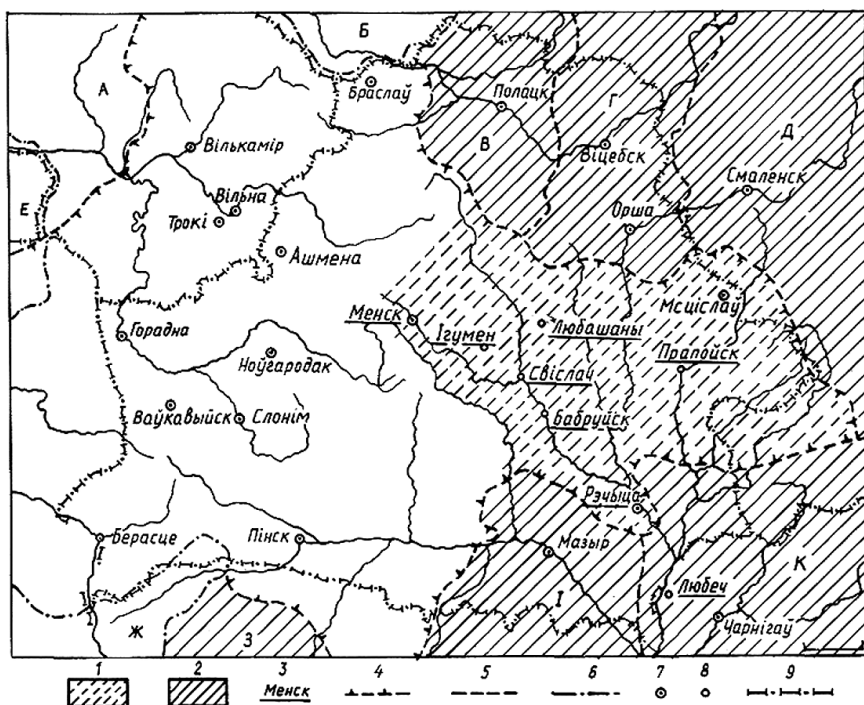 Б
А
Браслаў
Полацк
Г
В
Д
Вількамір
Віцебск
Смаленск
Е
Вільна
Трокі
Орша
Ашмена
Мсціслаў
Менск
Любашаны
Горадна
Ігумен
Прапойск
Ноўгародак
Свіслач
Ваўкавыйск
Слонім
Бабруйск
Рэчыца
Берасце
Пінск
Мазыр
К
Любеч
І
Чарнігаў
Ж
З
1 2 3 4 5 6 7 8 9
Менск